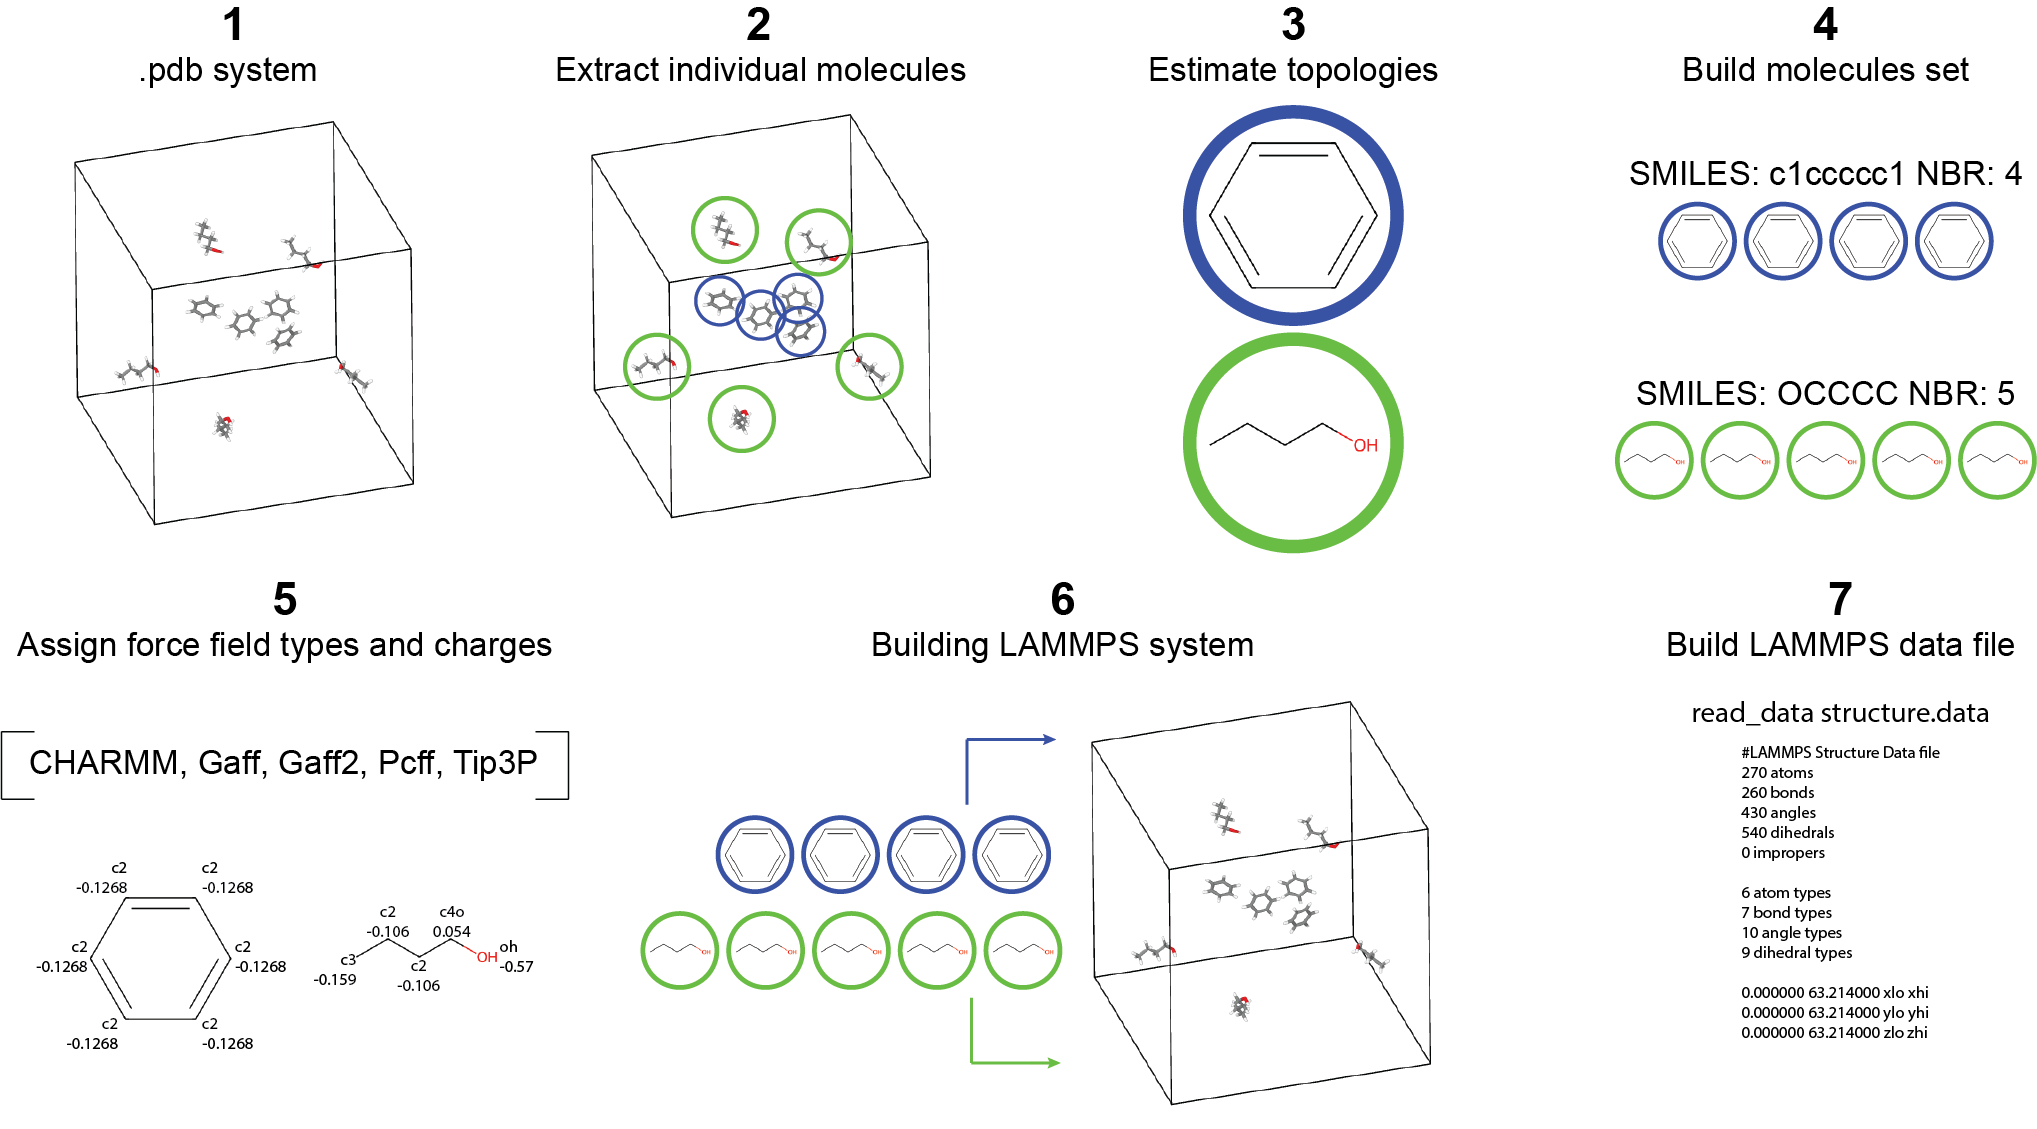 1
.pdb system
2
Extract individual molecules
3
Estimate topologies
OH
4
Build molecules set
SMILES: c1ccccc1 NBR: 4
SMILES: OCCCC NBR: 5
OH
OH
OH
OH
OH
5
Assign force field types and charges
CHARMM, Gaff, Gaff2, Pcff, Tip3P
c2
-0.1268
c2
-0.1268
c2
-0.1268
c2
-0.1268
c2
-0.1268
c2
-0.1268
c3
-0.159
c2
-0.106
c2
-0.106
c4o
0.054
OH
oh
-0.57
6
Building LAMMPS system
OH
OH
OH
OH
OH
7
Build LAMMPS data file
read_data structure.data
#LAMMPS Structure Data file
270 atoms
260 bonds
430 angles
540 dihedrals
0 impropers
6 atom types
7 bond types
10 angle types
9 dihedral types
0.000000 63.214000 xlo xhi
0.000000 63.214000 ylo yhi
0.000000 63.214000 zlo zhi